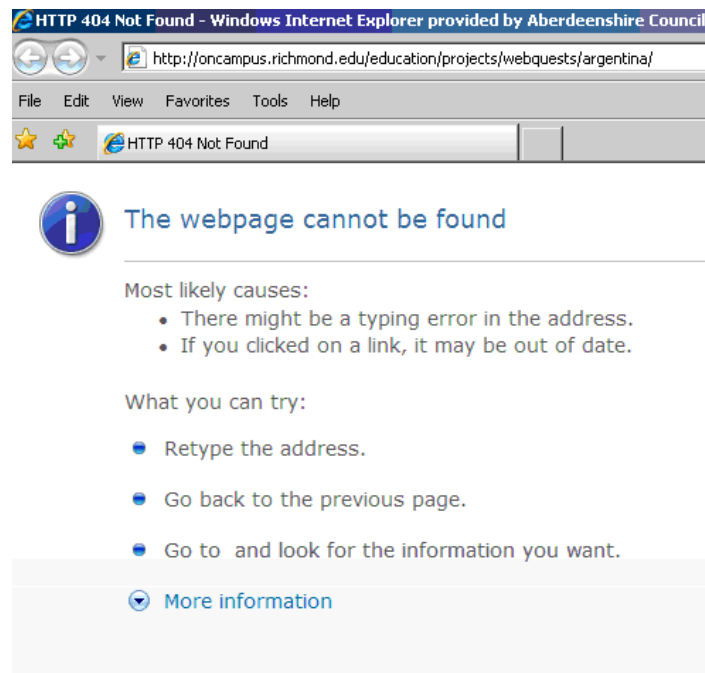 HTTP 404 Not Found - Windows Internet Explorer provided by Aberdeenshire Council
http://oncampus.richmond.edu/education/projects/webquests/argentina/
File Edit View Favorites Tools Help
HTTP 404 Not Found
The webpage cannot be found
Most likely causes:
• There might be a typing error in the address.
• If you clicked on a link, it may be out of date.
What you can try:
Retype the address.
Go back to the previous page.
Go to and look for the information you want.
More information